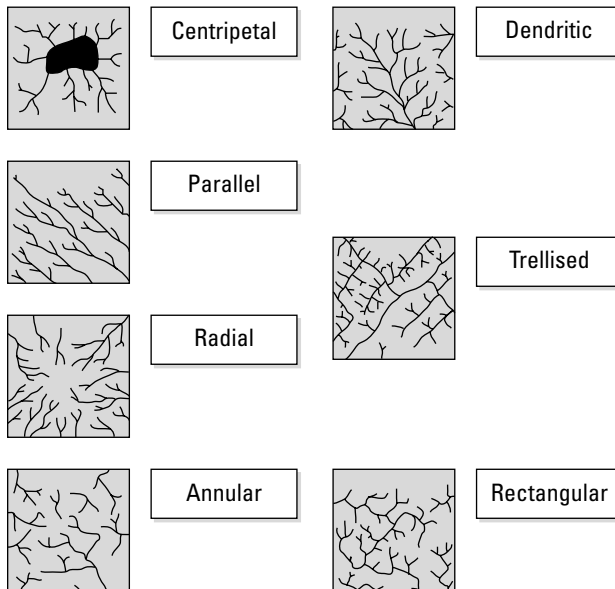 Centripetal
Dendritic
Parallel
Trellised
Radial
Annular
Rectangular